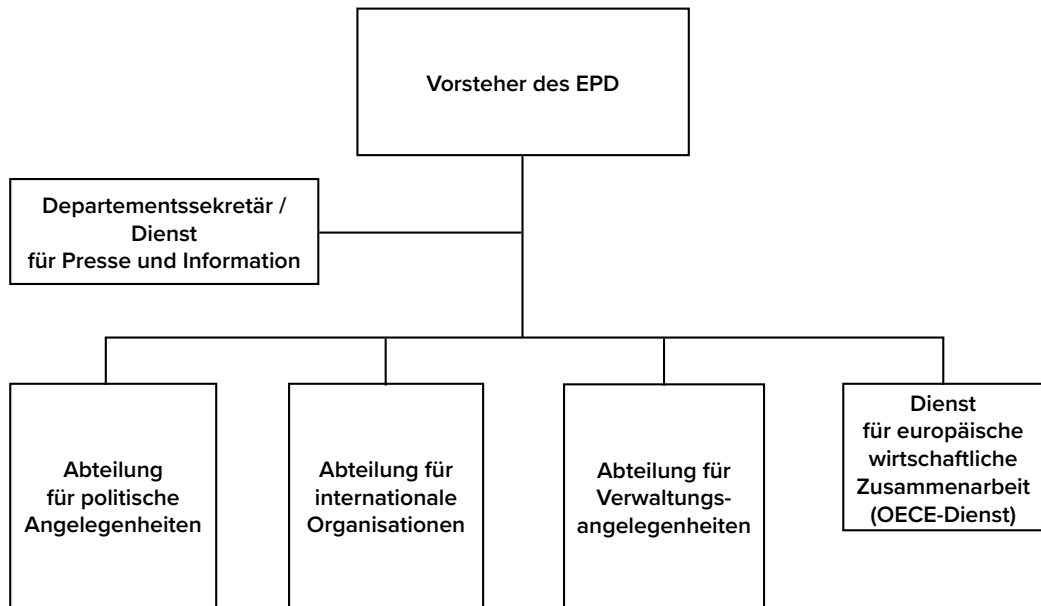 Vorsteher des EPD
Departementssekretär /
Dienst
für Presse und Information
Abteilung
für politische
Angelegenheiten
Abteilung für
internationale
Organisationen
Abteilung für
Verwaltungs-
angelegenheiten
Dienst
für europäische
wirtschaftliche
Zusammenarbeit
(OECE-Dienst)